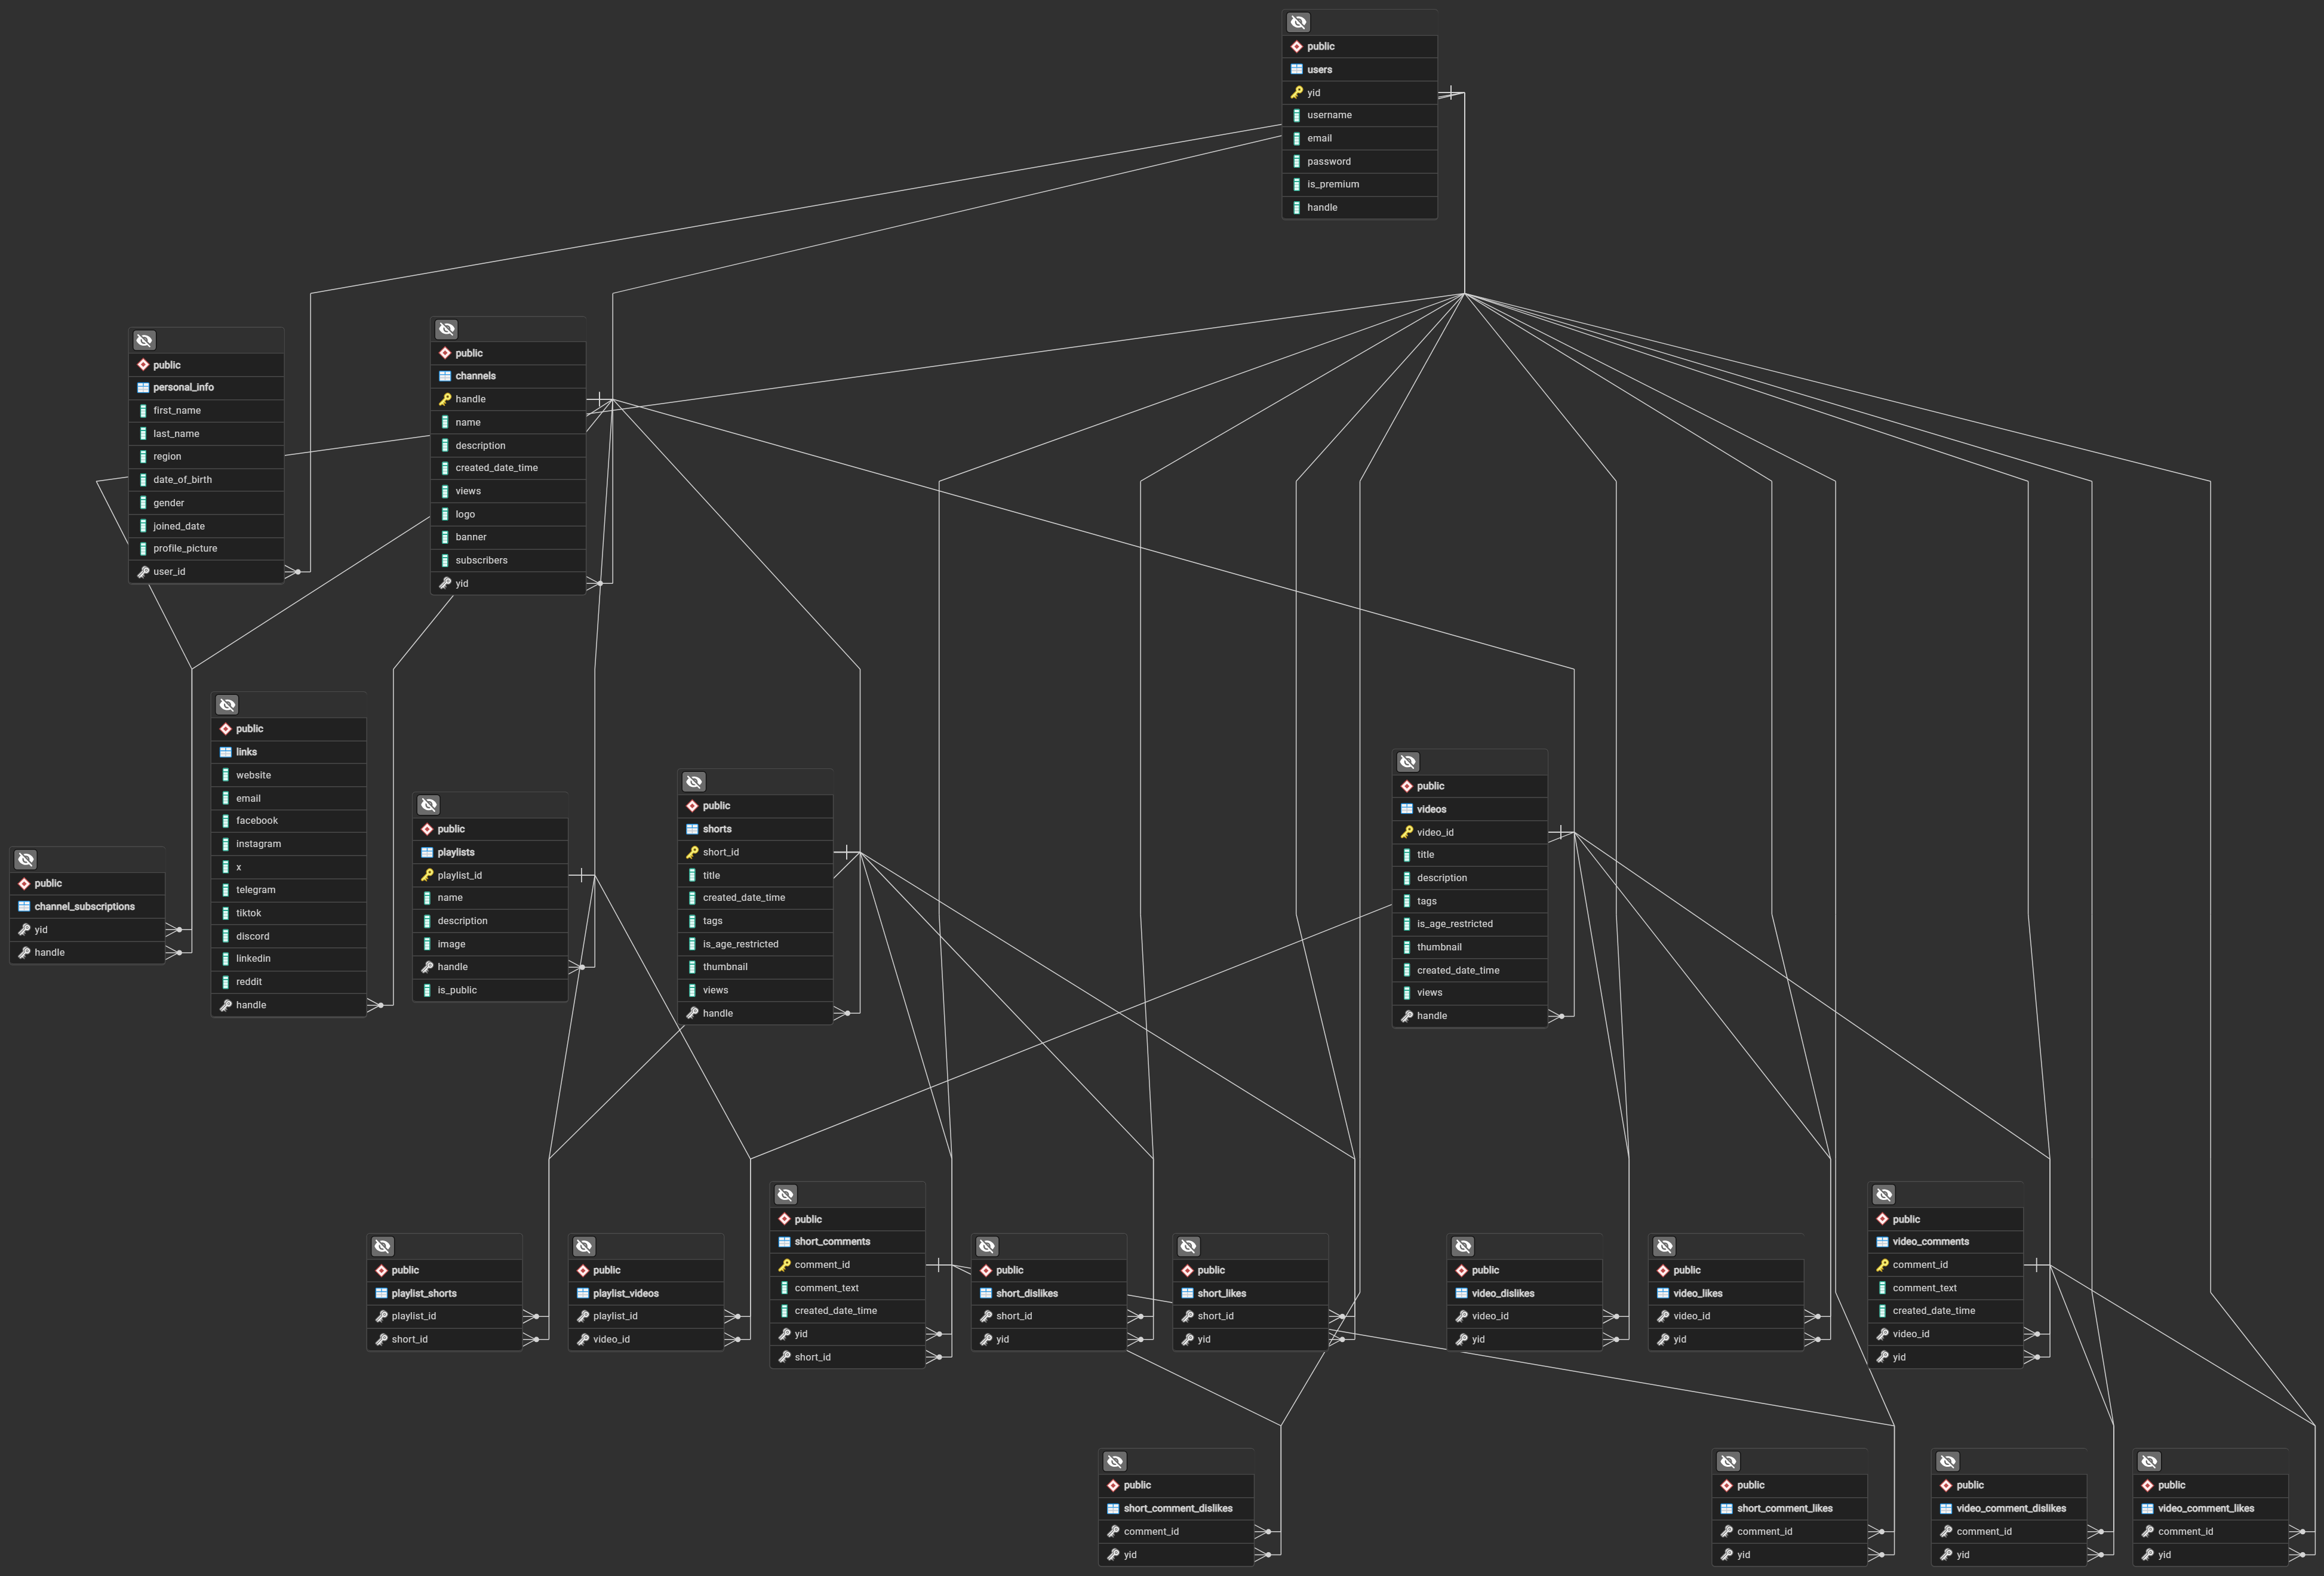 public
users
yid
username
email
password
is_premium
handle
public
personal_info
first_name
last_name
region
date_of_birth
gender
joined_date
profile_picture
user_id
public
channels
handle
name
description
created_date_time
views
logo
banner
subscribers
yid
public
channel_subscriptions
yid
handle
public
links
website
email
facebook
instagram
x
telegram
tiktok
discord
linkedin
reddit
handle
public
playlists
playlist_id
name
description
image
handle
is_public
public
shorts
short_id
title
created_date_time
tags
is_age_restricted
thumbnail
views
handle
public
videos
video_id
title
description
tags
is_age_restricted
thumbnail
created_date_time
views
handle
public
playlist_shorts
playlist_id
short_id
public
playlist_videos
playlist_id
video_id
public
short_comments
comment_id
comment_text
created_date_time
yid
short_id
public
short_dislikes
short_id
yid
public
short_likes
short_id
yid
public
video_dislikes
video_id
yid
public
video_likes
video_id
yid
public
video_comments
comment_id
comment_text
created_date_time
video_id
yid
public
short_comment_dislikes
comment_id
yid
public
short_comment_likes
comment_id
yid
public
video_comment_dislikes
comment_id
yid
public
video_comment_likes
comment_id
yid